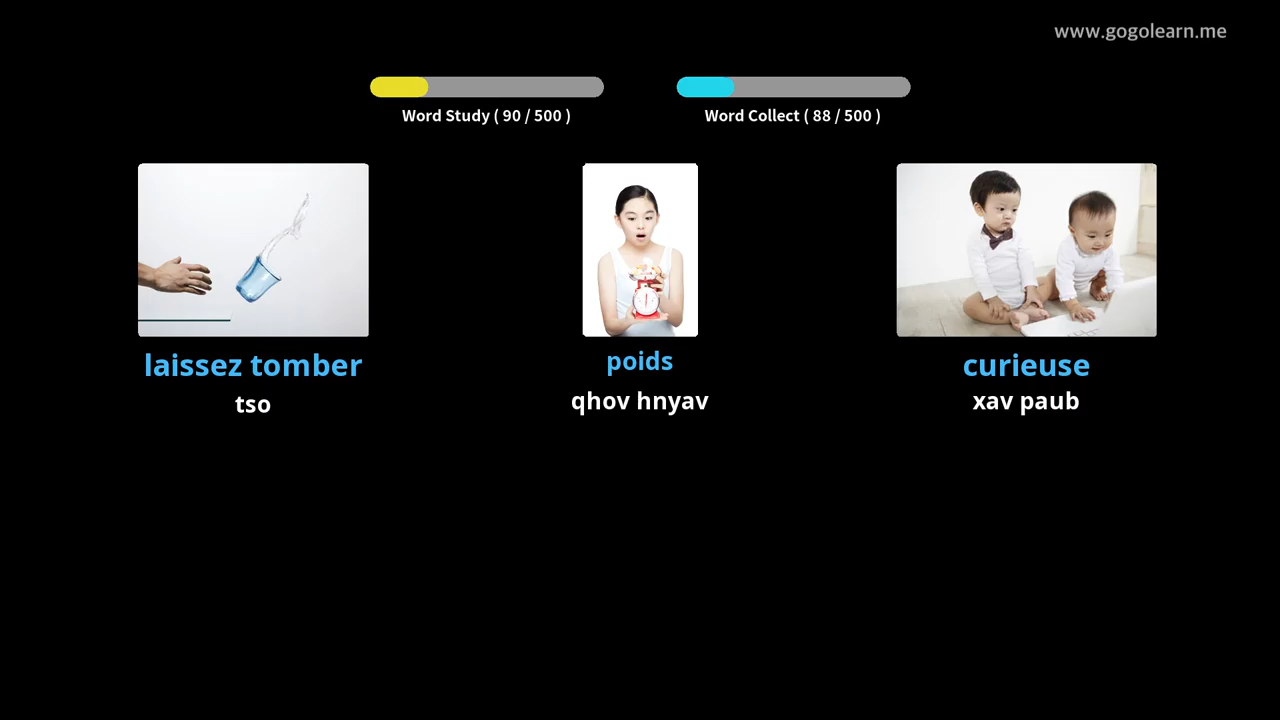 www.gogolearn.me
Word Study ( 90 / 500 )
Word Collect ( 88 / 500 )
laissez tomber
tso
poids
qhov hnyav
curieuse
xav paub